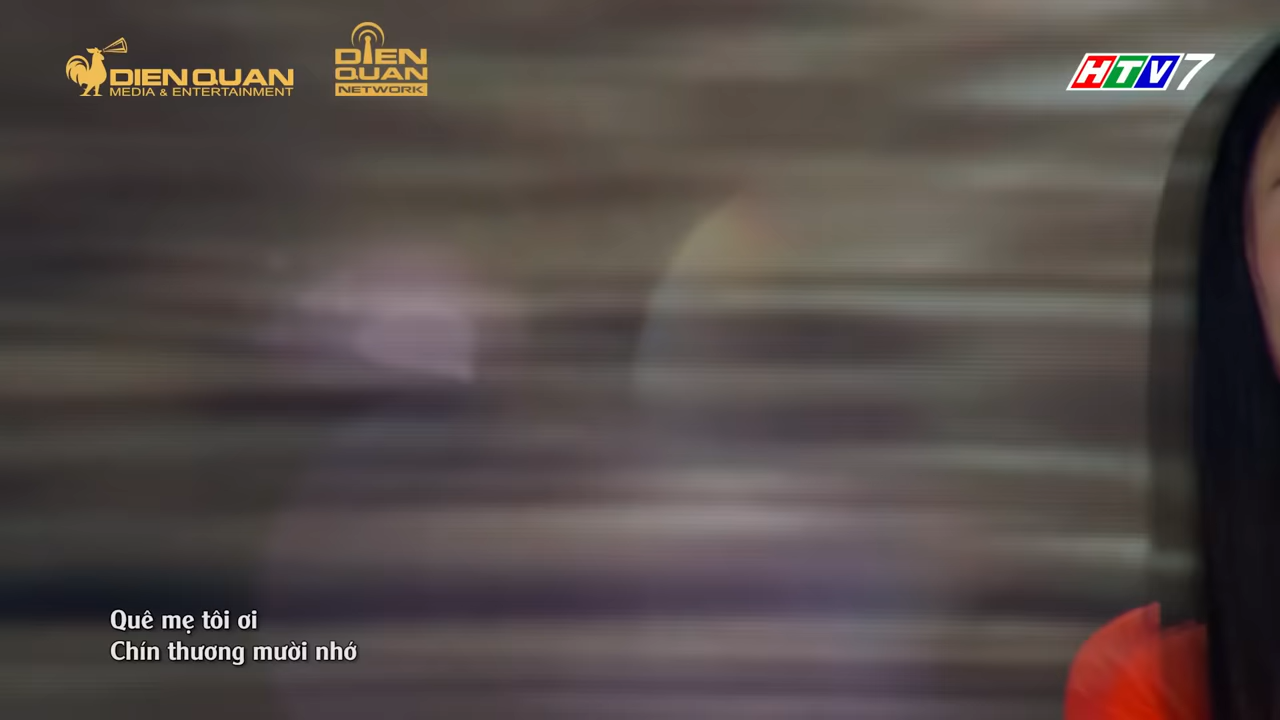 DIEN QUAN
MEDIA & ENTERTAINMENT
DIEN
QUAN
NETWORK
HTV7
Quê mẹ tôi ơi
Chín thương mười nhớ